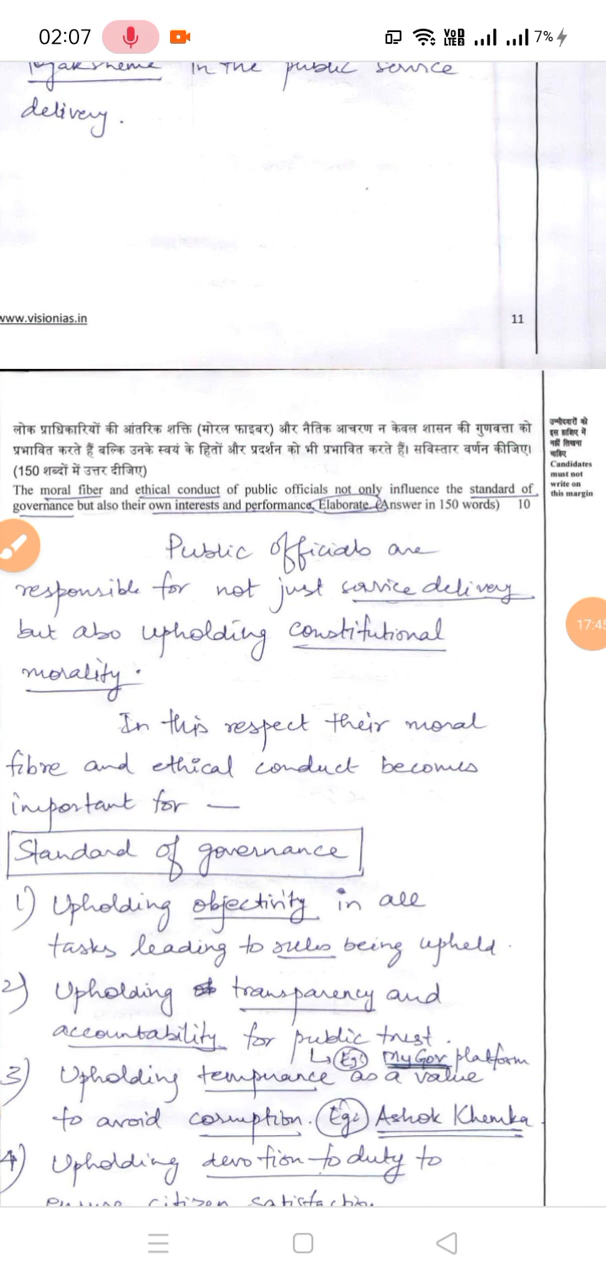 02:07
VoD
LTE2
7%
in the public service
delivery.
www.visionias.in
11
लोक प्राधिकारियों की आंतरिक शक्ति (मोरल फाइबर) और नैतिक आचरण न केवल शासन की गुणवत्ता को
प्रभावित करते हैं बल्कि उनके स्वयं के हितों और प्रदर्शन को भी प्रभावित करते हैं। सविस्तार वर्णन कीजिए।
(150 शब्दों में उत्तर दीजिए)
The moral fiber and ethical conduct of public officials not only influence the standard of
governance but also their own interests and performance. Elaborate. (Answer in 150 words) 10
उम्मीदवारों को
इस हाशिए में
नहीं लिखना
चाहिए
Candidates
must not
write on
this margin
Public officials are
responsible for not just service delivery
but also upholding constitutional
morality.
17:45
In this respect their moral
fibre and ethical conduct becomes
important for —
Standard of governance
1) Upholding objectivity in all
tasks leading to rules being upheld.
2) Upholding transparency and
accountability for public trust.
↳ Eg: MyGov platform
3) Upholding temperance as a value
to avoid corruption. Eg: Ashok Khemka
4) Upholding devotion to duty to
ensure citizen satisfaction.